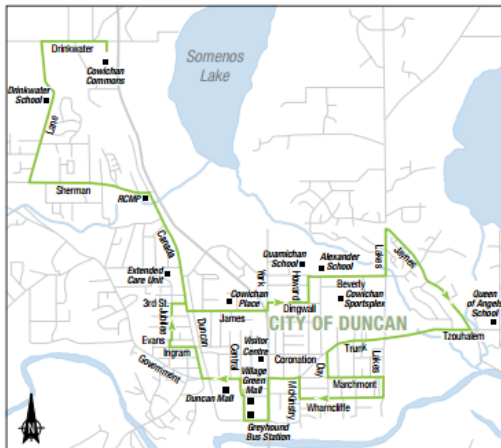 Drinkwater
Cowichan
Commons
Somenos
Lake
Drinkwater
School
Lane
Sherman
RCMP
Canada
Extended
Care Unit
Quamichan
School
Alexander
School
York
Howard
Lakes
Jaynes
Beverly
Queen
of Angels
School
3rd St.
Cowichan
Place
Dingwall
Cowichan
Sportsplex
Jubilee
James
CITY OF DUNCAN
Tzouhalem
Evans
Duncan
Visitor
Centre
Trunk
Ingram
Central
Coronation
Day
Lakes
Government
Village
Green
Mall
Marchmont
Duncan Mall
McKinstry
Wharncliffe
Greyhound
Bus Station
N